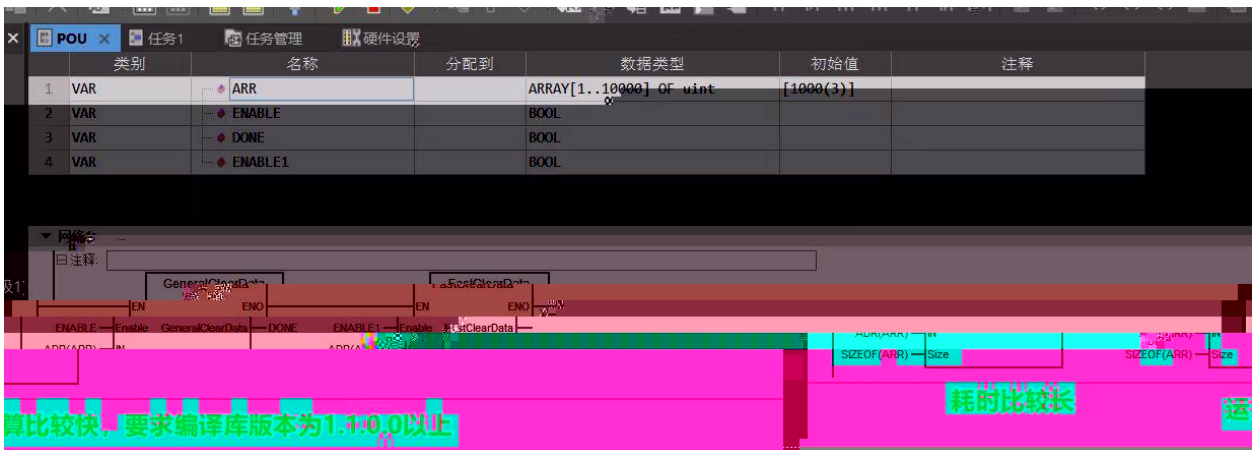 POU × 任务1 任务管理 硬件设置
类别 名称 分配到 数据类型 初始值 注释
1 VAR ARR ARRAY[1..10000] OF uint [1000(3)]
2 VAR ENABLE BOOL
3 VAR DONE BOOL
4 VAR ENABLE1 BOOL
注释:
EN ENO EN ENO
ENABLE Enable GeneralClearData DONE ENABLE1 Enable
SIZEOF(ARR) Size SIZEOF(ARR) Size
耗时比较长 运
算比较快，要求编译库版本为1.1.0.0以上